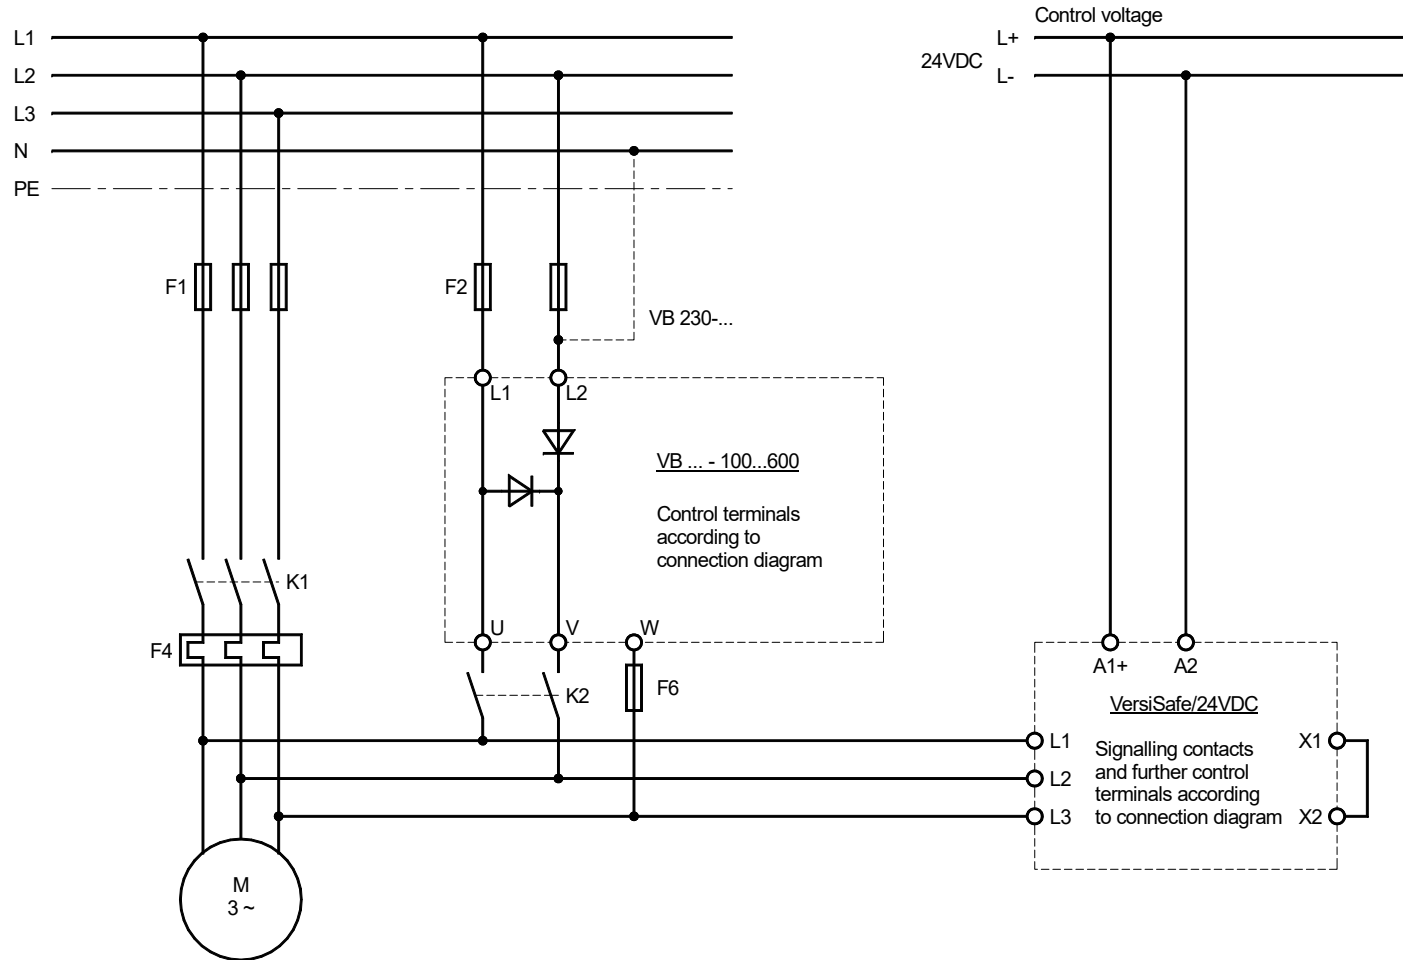 Control voltage
L1
L+
24VDC
L2
L-
L3
N
PE
F1
F2
VB 230-...
L1
L2
VB ... - 100...600
Control terminals
according to
connection diagram
K1
U
V
W
F4
A1+
A2
K2
F6
VersiSafe/24VDC
L1
Signalling contacts
and further control
terminals according
to connection diagram
X1
L2
L3
X2
M
3 ~